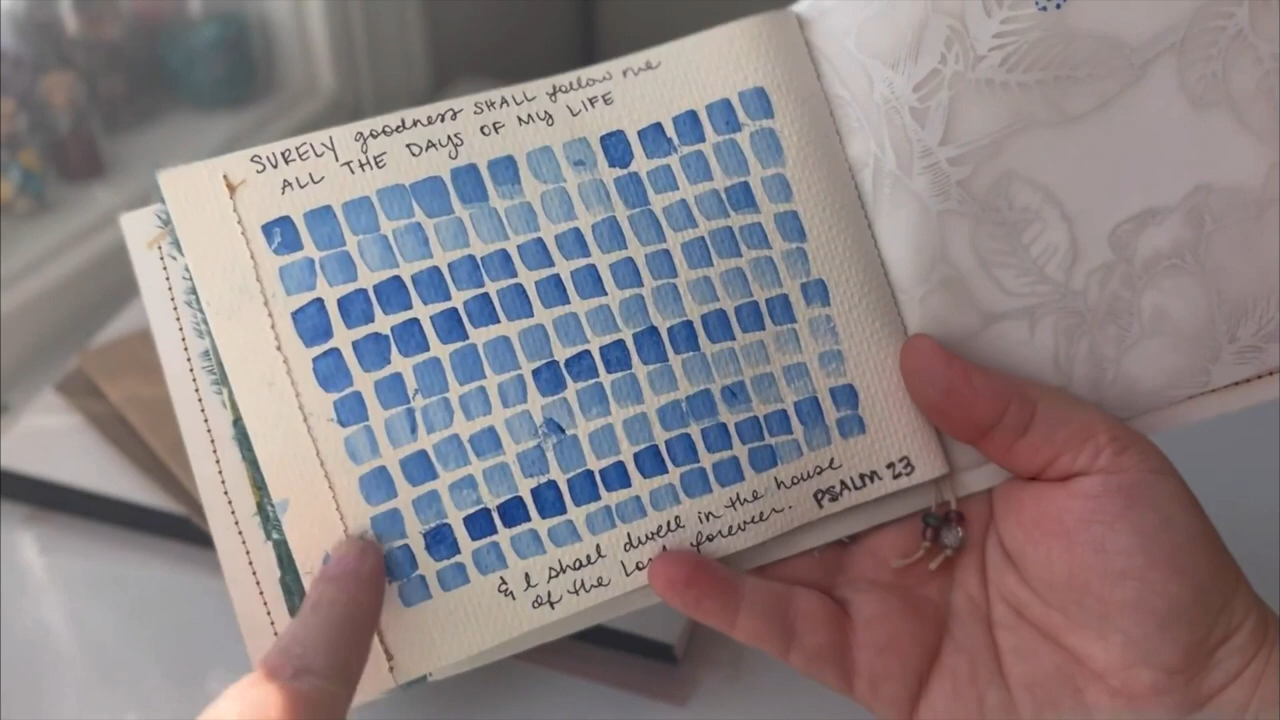 SURELY goodness SHALL follow me
ALL THE DAYS OF MY LIFE
& I shall dwell in the house
of the Lord forever.
PSALM 23